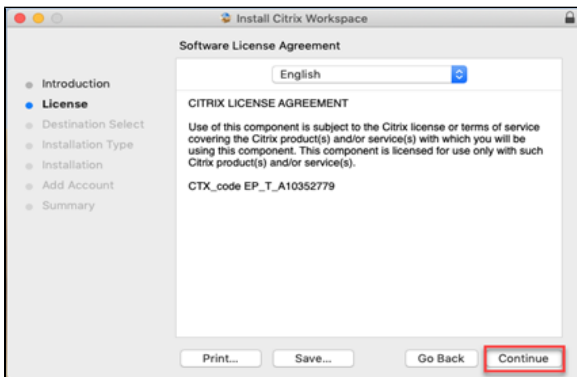 Install Citrix Workspace
Software License Agreement
English
Introduction
License
Destination Select
Installation Type
Installation
Add Account
Summary
CITRIX LICENSE AGREEMENT
Use of this component is subject to the Citrix license or terms of service
covering the Citrix product(s) and/or service(s) with which you will be
using this component. This component is licensed for use only with such
Citrix product(s) and/or service(s).
CTX_code EP_T_A10352779
Print...
Save...
Go Back
Continue